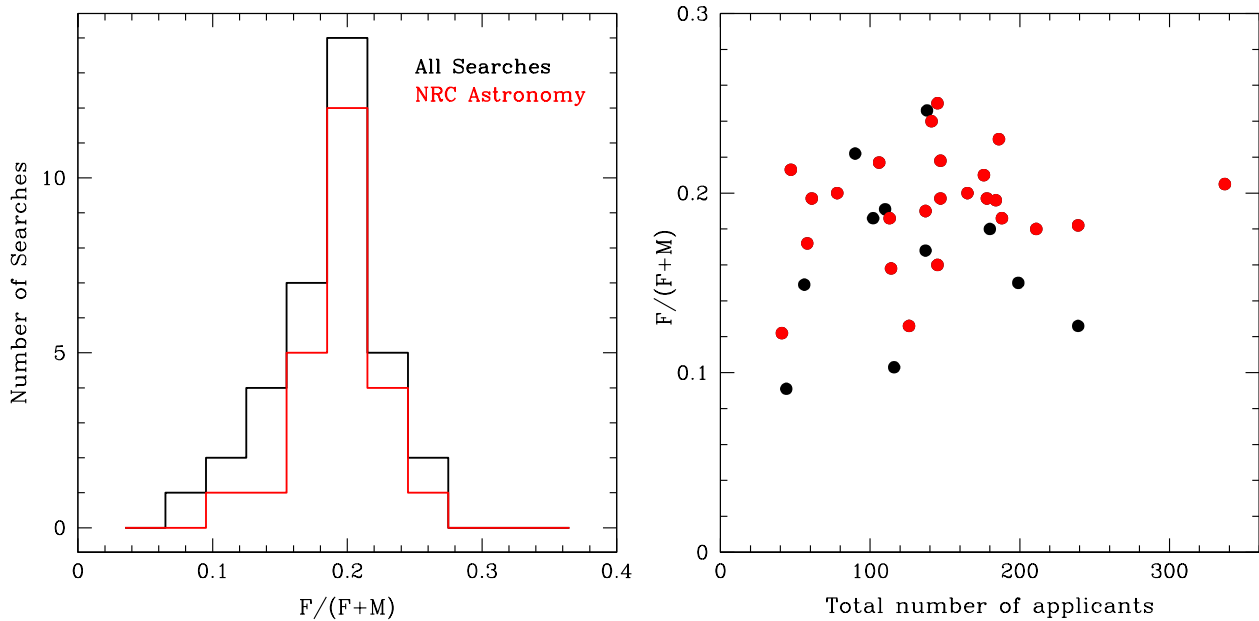 All Searches
NRC Astronomy
Number of Searches
10
5
0
0 0.1 0.2 0.3 0.4
F/(F+M)
0.3
0.2
0.1
0
F/(F+M)
0 100 200 300
Total number of applicants